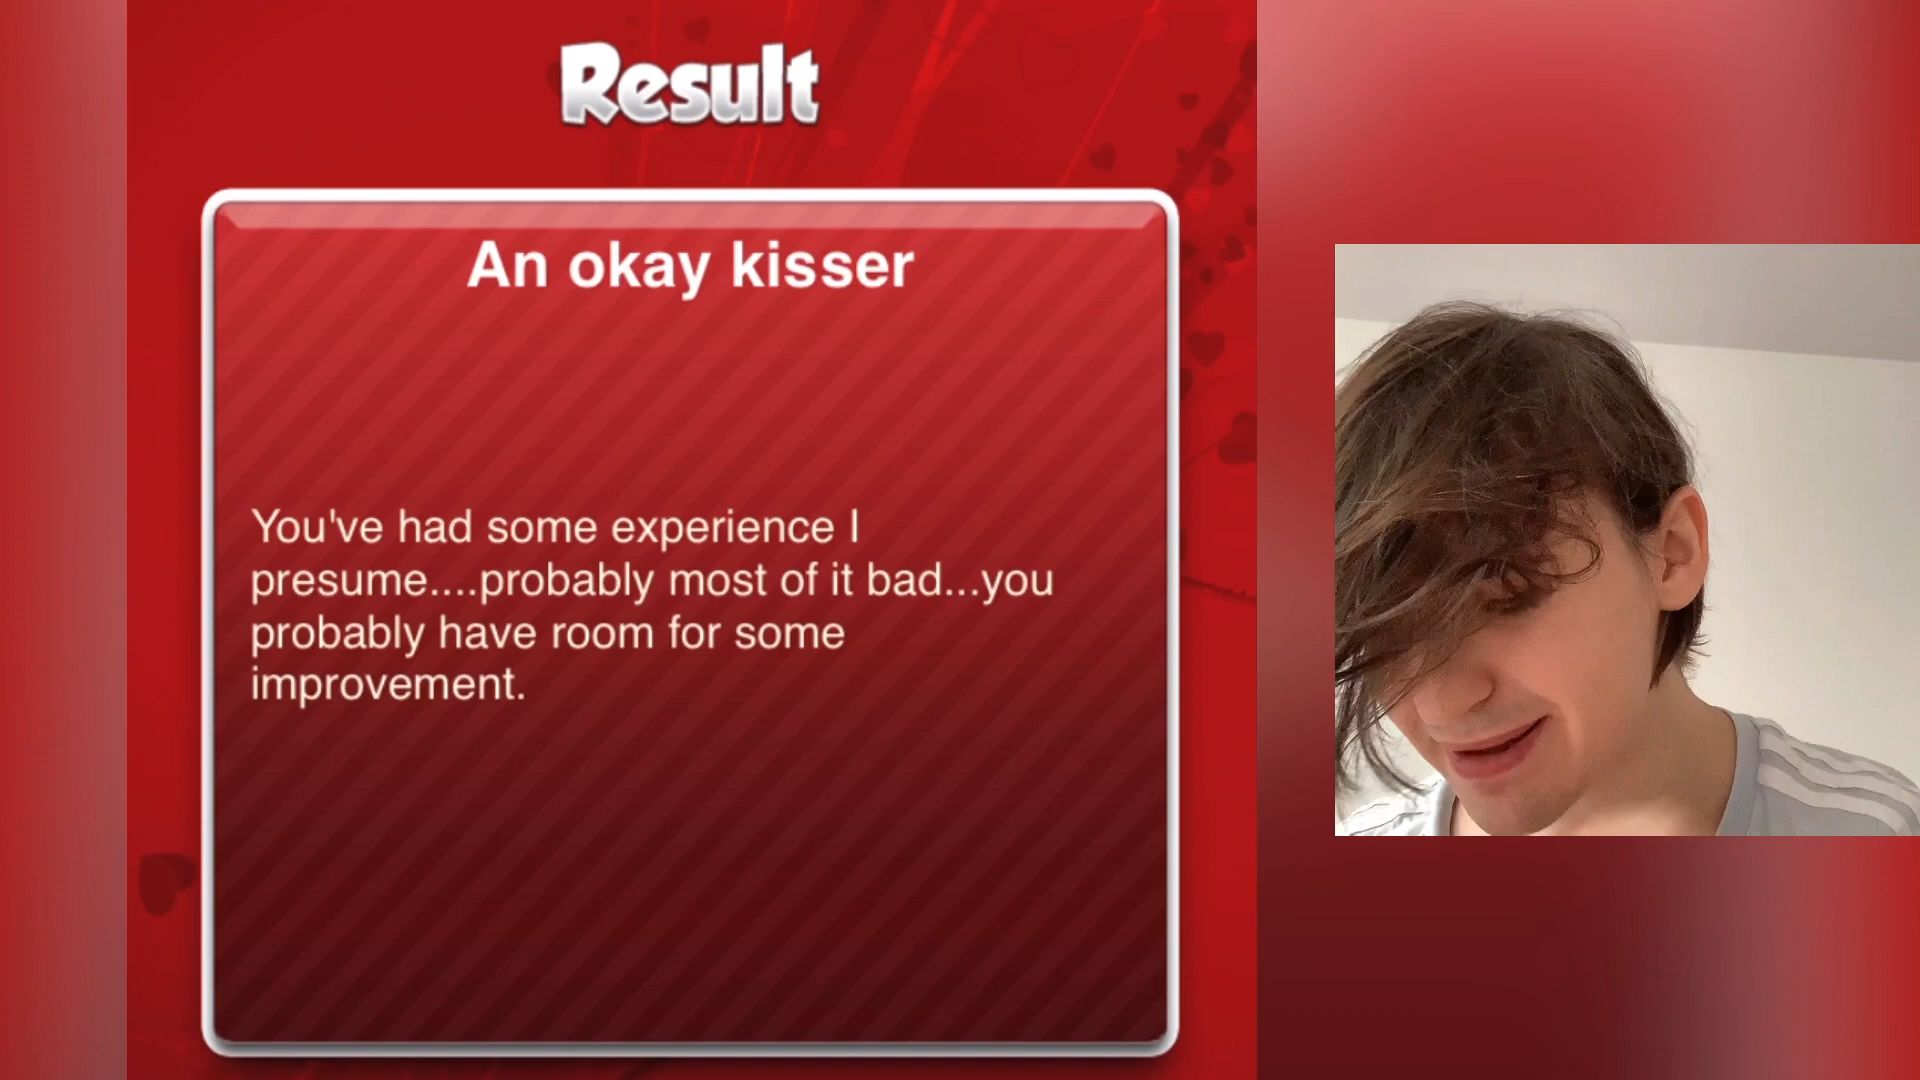 Result
An okay kisser
You've had some experience I
presume....probably most of it bad...you
probably have room for some
improvement.